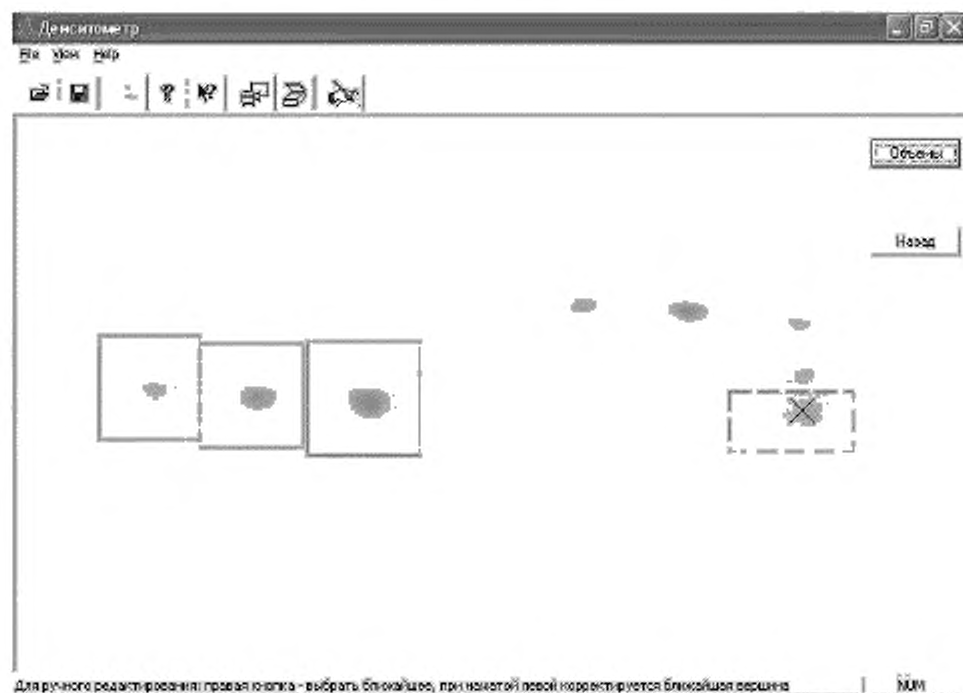 Денситометр
File View Help
Объемы
Назад
Для ручного редактирования: правая кнопка - выбрать ближайшее, при нажатой левой корректируется ближайшая вершина
NUM